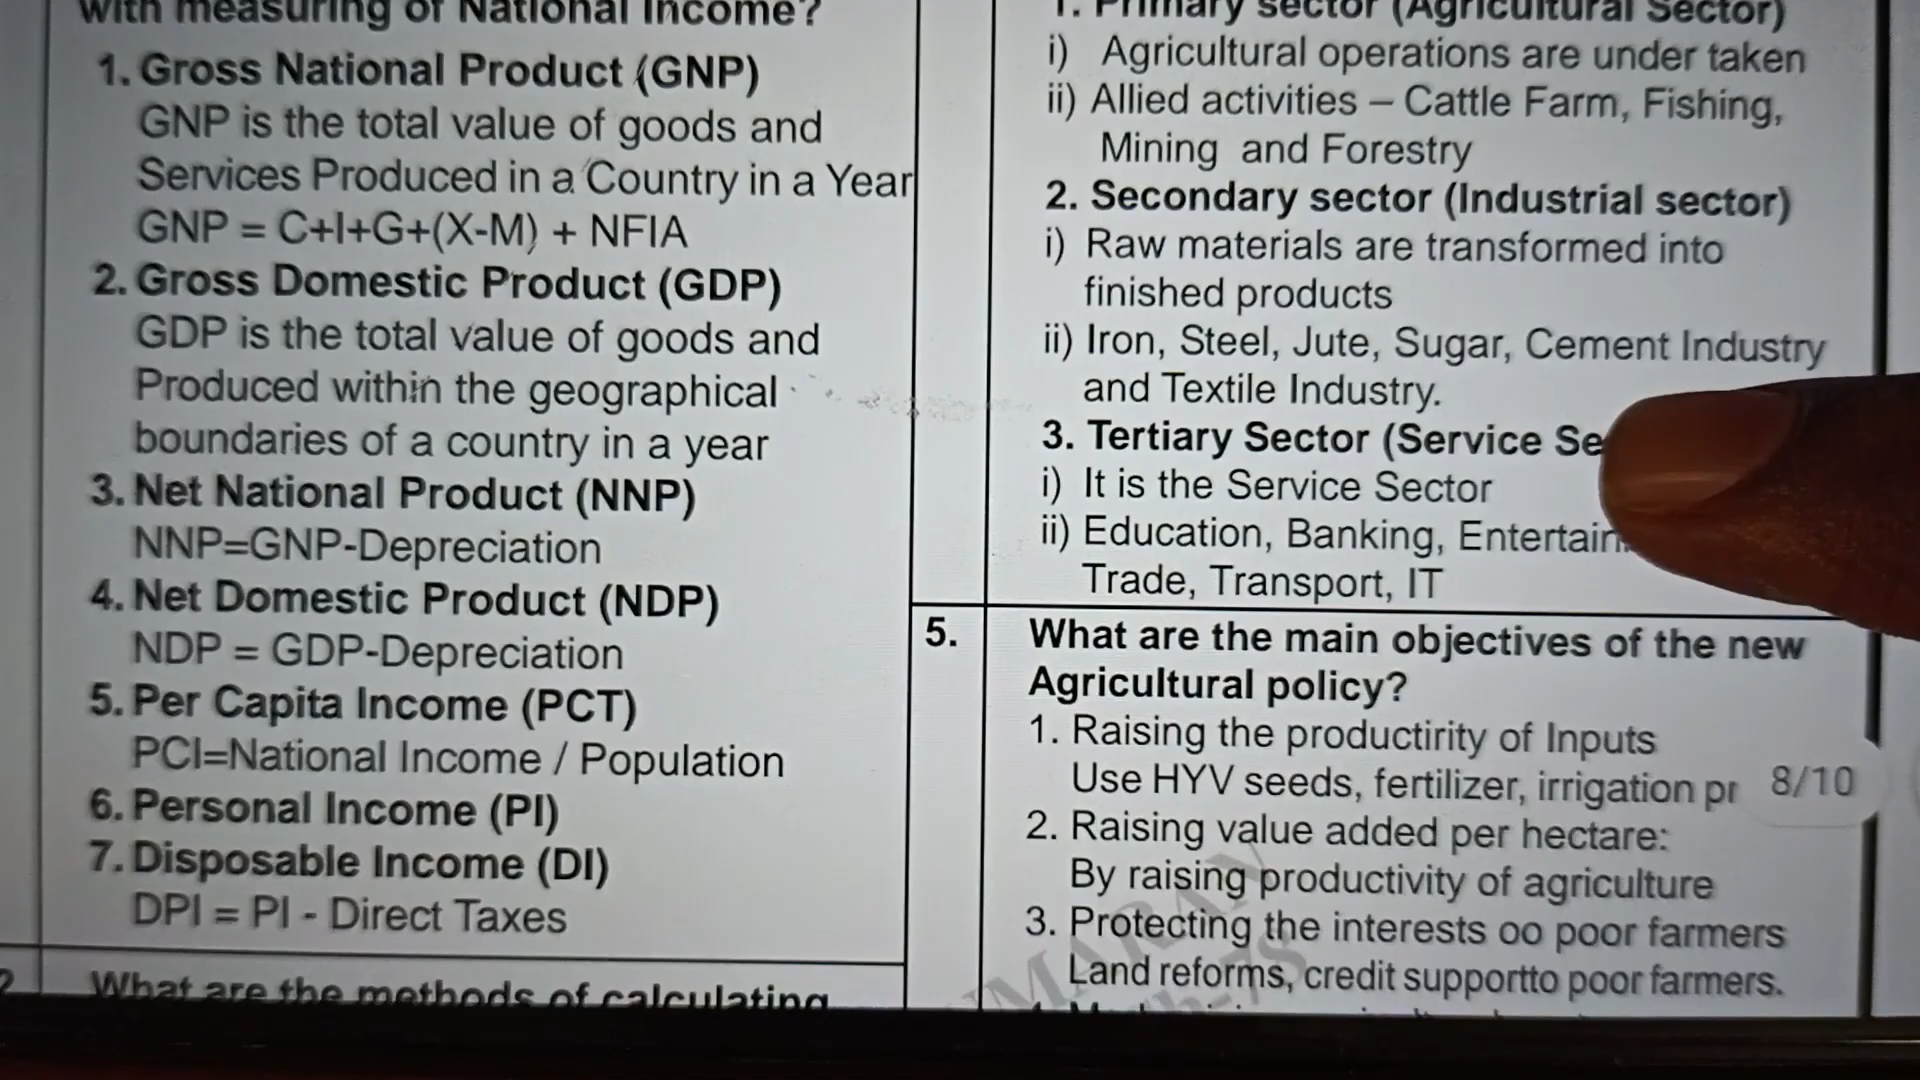 with measuring of National Income?
1. Gross National Product (GNP)
GNP is the total value of goods and
Services Produced in a Country in a Year
GNP = C+I+G+(X-M) + NFIA
2. Gross Domestic Product (GDP)
GDP is the total value of goods and
Produced within the geographical
boundaries of a country in a year
3. Net National Product (NNP)
NNP=GNP-Depreciation
4. Net Domestic Product (NDP)
NDP = GDP-Depreciation
5. Per Capita Income (PCT)
PCI=National Income / Population
6. Personal Income (PI)
7. Disposable Income (DI)
DPI = PI - Direct Taxes
What are the methods of calculating
1. Primary sector (Agricultural Sector)
i) Agricultural operations are under taken
ii) Allied activities – Cattle Farm, Fishing,
Mining and Forestry
2. Secondary sector (Industrial sector)
i) Raw materials are transformed into
finished products
ii) Iron, Steel, Jute, Sugar, Cement Industry
and Textile Industry.
3. Tertiary Sector (Service
i) It is the Service Sector
ii) Education, Banking,
Trade, Transport, IT
5. What are the main objectives of the new
Agricultural policy?
1. Raising the productirity of Inputs
Use HYV seeds, fertilizer, irrigation
8/10
2. Raising value added per hectare:
By raising productivity of agriculture
3. Protecting the interests oo poor farmers
Land reforms, credit supportto poor farmers.